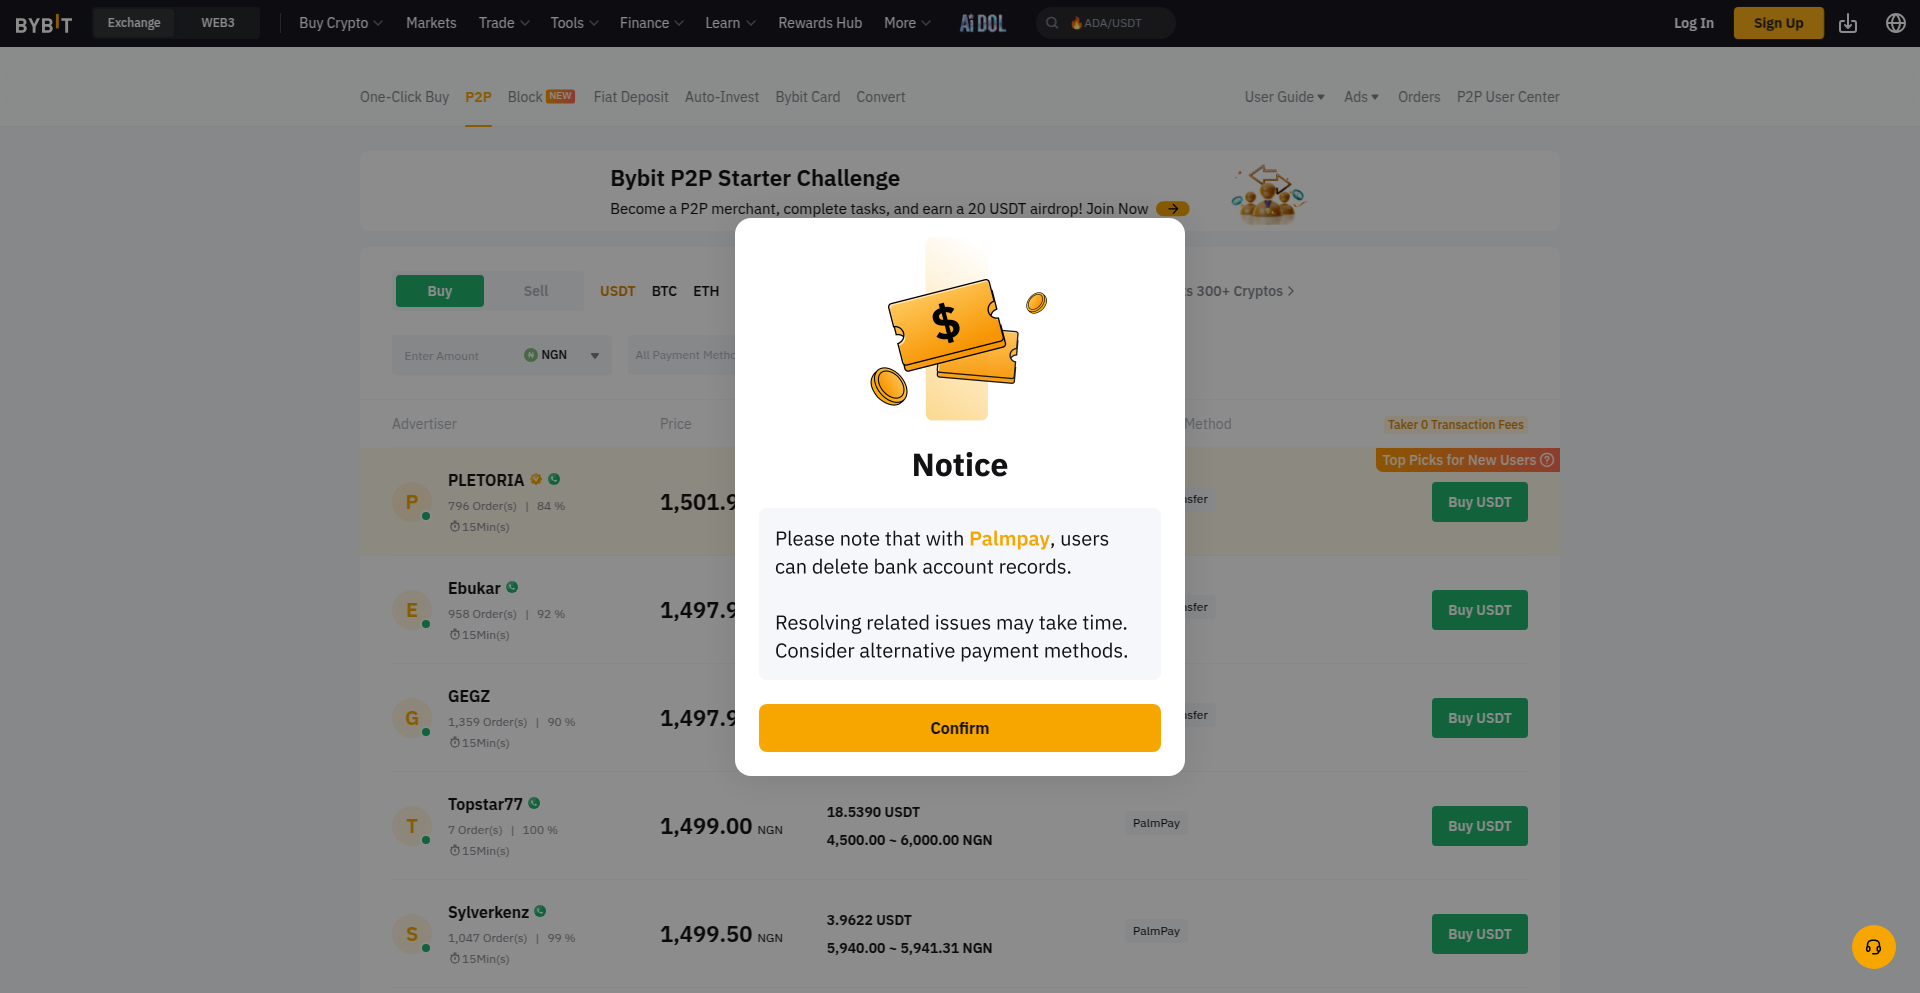 BYBIT Exchange WEB3 Buy Crypto Markets Trade Tools Finance Learn Rewards Hub More AiDOL ADA/USDT Log In Sign Up
One-Click Buy P2P Block NEW Fiat Deposit Auto-Invest Bybit Card Convert User Guide Ads Orders P2P User Center
Bybit P2P Starter Challenge
Become a P2P merchant, complete tasks, and earn a 20 USDT airdrop! Join Now
Buy Sell USDT BTC ETH 300+ Cryptos
Enter Amount NGN All Payment
Advertiser Price Method Taker 0 Transaction Fees
Top Picks for New Users
P PLETORIA
796 Order(s) | 84 %
15Min(s)
1,501.9
Buy USDT
E Ebukar
958 Order(s) | 92 %
15Min(s)
1,497.9
Buy USDT
G GEGZ
1,359 Order(s) | 90 %
15Min(s)
1,497.9
Buy USDT
T Topstar77
7 Order(s) | 100 %
15Min(s)
1,499.00 NGN
18.5390 USDT
4,500.00 ~ 6,000.00 NGN
PalmPay
Buy USDT
S Sylverkenz
1,047 Order(s) | 99 %
15Min(s)
1,499.50 NGN
3.9622 USDT
5,940.00 ~ 5,941.31 NGN
PalmPay
Buy USDT
$
Notice
Please note that with Palmpay, users
can delete bank account records.
Resolving related issues may take time.
Consider alternative payment methods.
Confirm